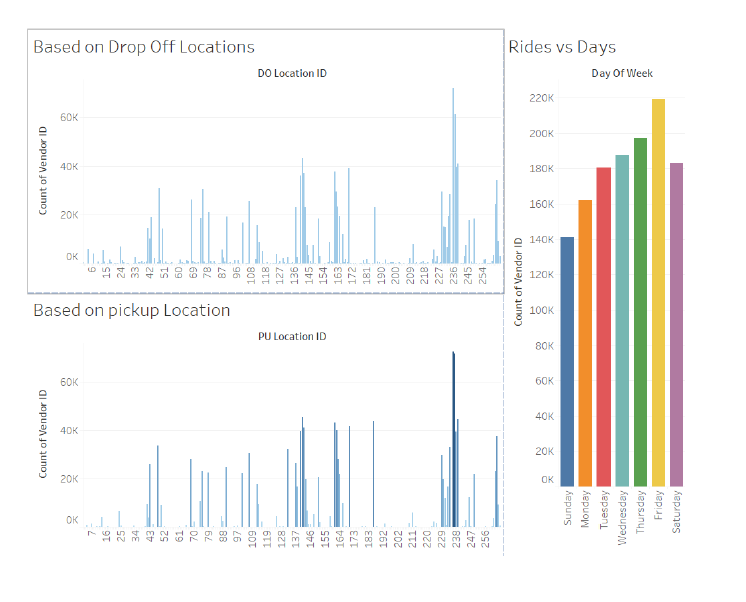 Based on Drop Off Locations
DO Location ID
Count of Vendor ID
60K
40K
20K
0K
6
15
24
33
42
51
60
69
78
87
96
108
118
127
136
145
154
163
172
181
190
200
209
218
227
236
245
254
Based on pickup Location
PU Location ID
Count of Vendor ID
60K
40K
20K
0K
7
16
25
34
43
52
61
70
79
88
97
110
119
128
137
146
155
164
173
183
192
202
211
220
229
238
247
256
Rides vs Days
Day Of Week
Count of Vendor ID
220K
200K
180K
160K
140K
120K
100K
80K
60K
40K
20K
0K
Sunday
Monday
Tuesday
Wednesday
Thursday
Friday
Saturday